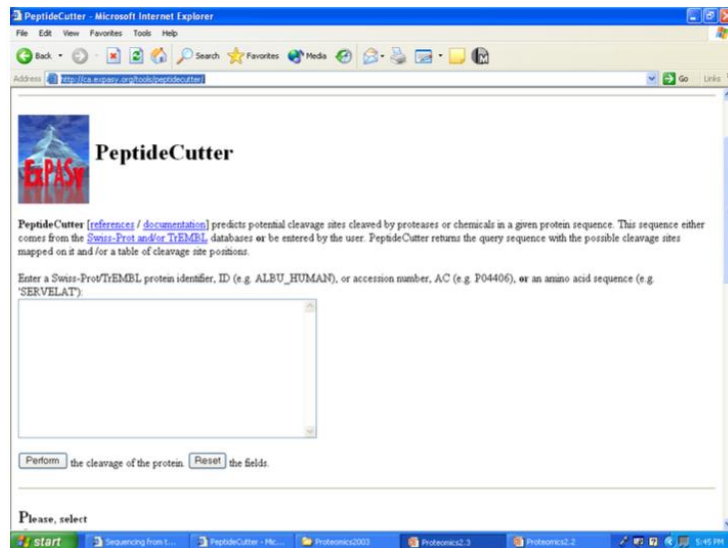 PeptideCutter - Microsoft Internet Explorer
File Edit View Favorites Tools Help
Back Search Favorites Media
Address http://ca.expasy.org/tools/peptidecutter/ Go Links
ExPASy
PeptideCutter
PeptideCutter [references / documentation] predicts potential cleavage sites cleaved by proteases or chemicals in a given protein sequence. This sequence either
comes from the Swiss-Prot and/or TrEMBL databases or be entered by the user. PeptideCutter returns the query sequence with the possible cleavage sites
mapped on it and /or a table of cleavage site positions.
Enter a Swiss-Prot/TrEMBL protein identifier, ID (e.g. ALBU_HUMAN), or accession number, AC (e.g. P04406), or an amino acid sequence (e.g.
'SERVELAT'):
Perform the cleavage of the protein. Reset the fields.
Please, select
start Sequencing from t... PeptideCutter - Mic... Proteomics2003 Proteomics2.3 Proteomics2.2 5:45 PM